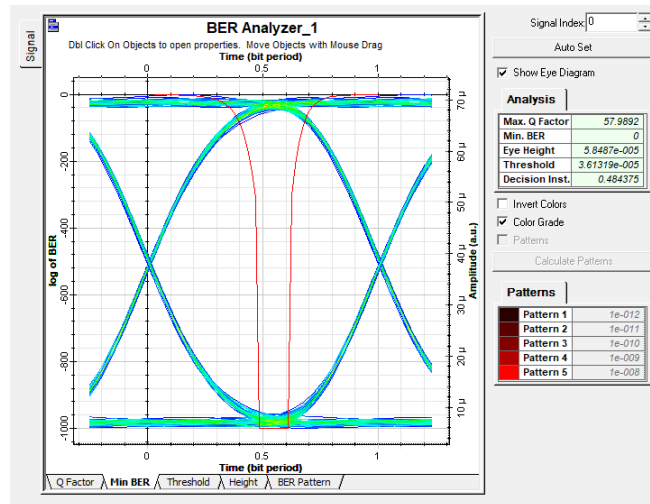 Signal
BER Analyzer_1
Dbl Click On Objects to open properties. Move Objects with Mouse Drag
Time (bit period)
0 0.5 1
log of BER
0
-200
-400
-600
-800
-1000
Amplitude (a.u.)
70 µ
60 µ
50 µ
40 µ
30 µ
20 µ
10 µ
0 0.5 1
Time (bit period)
Q Factor Min BER Threshold Height BER Pattern
Signal Index: 0
Auto Set
Show Eye Diagram
Analysis
Max. Q Factor 57.9892
Min. BER 0
Eye Height 5.8487e-005
Threshold 3.61319e-005
Decision Inst. 0.484375
Invert Colors
Color Grade
Patterns
Calculate Patterns
Patterns
Pattern 1 1e-012
Pattern 2 1e-011
Pattern 3 1e-010
Pattern 4 1e-009
Pattern 5 1e-008